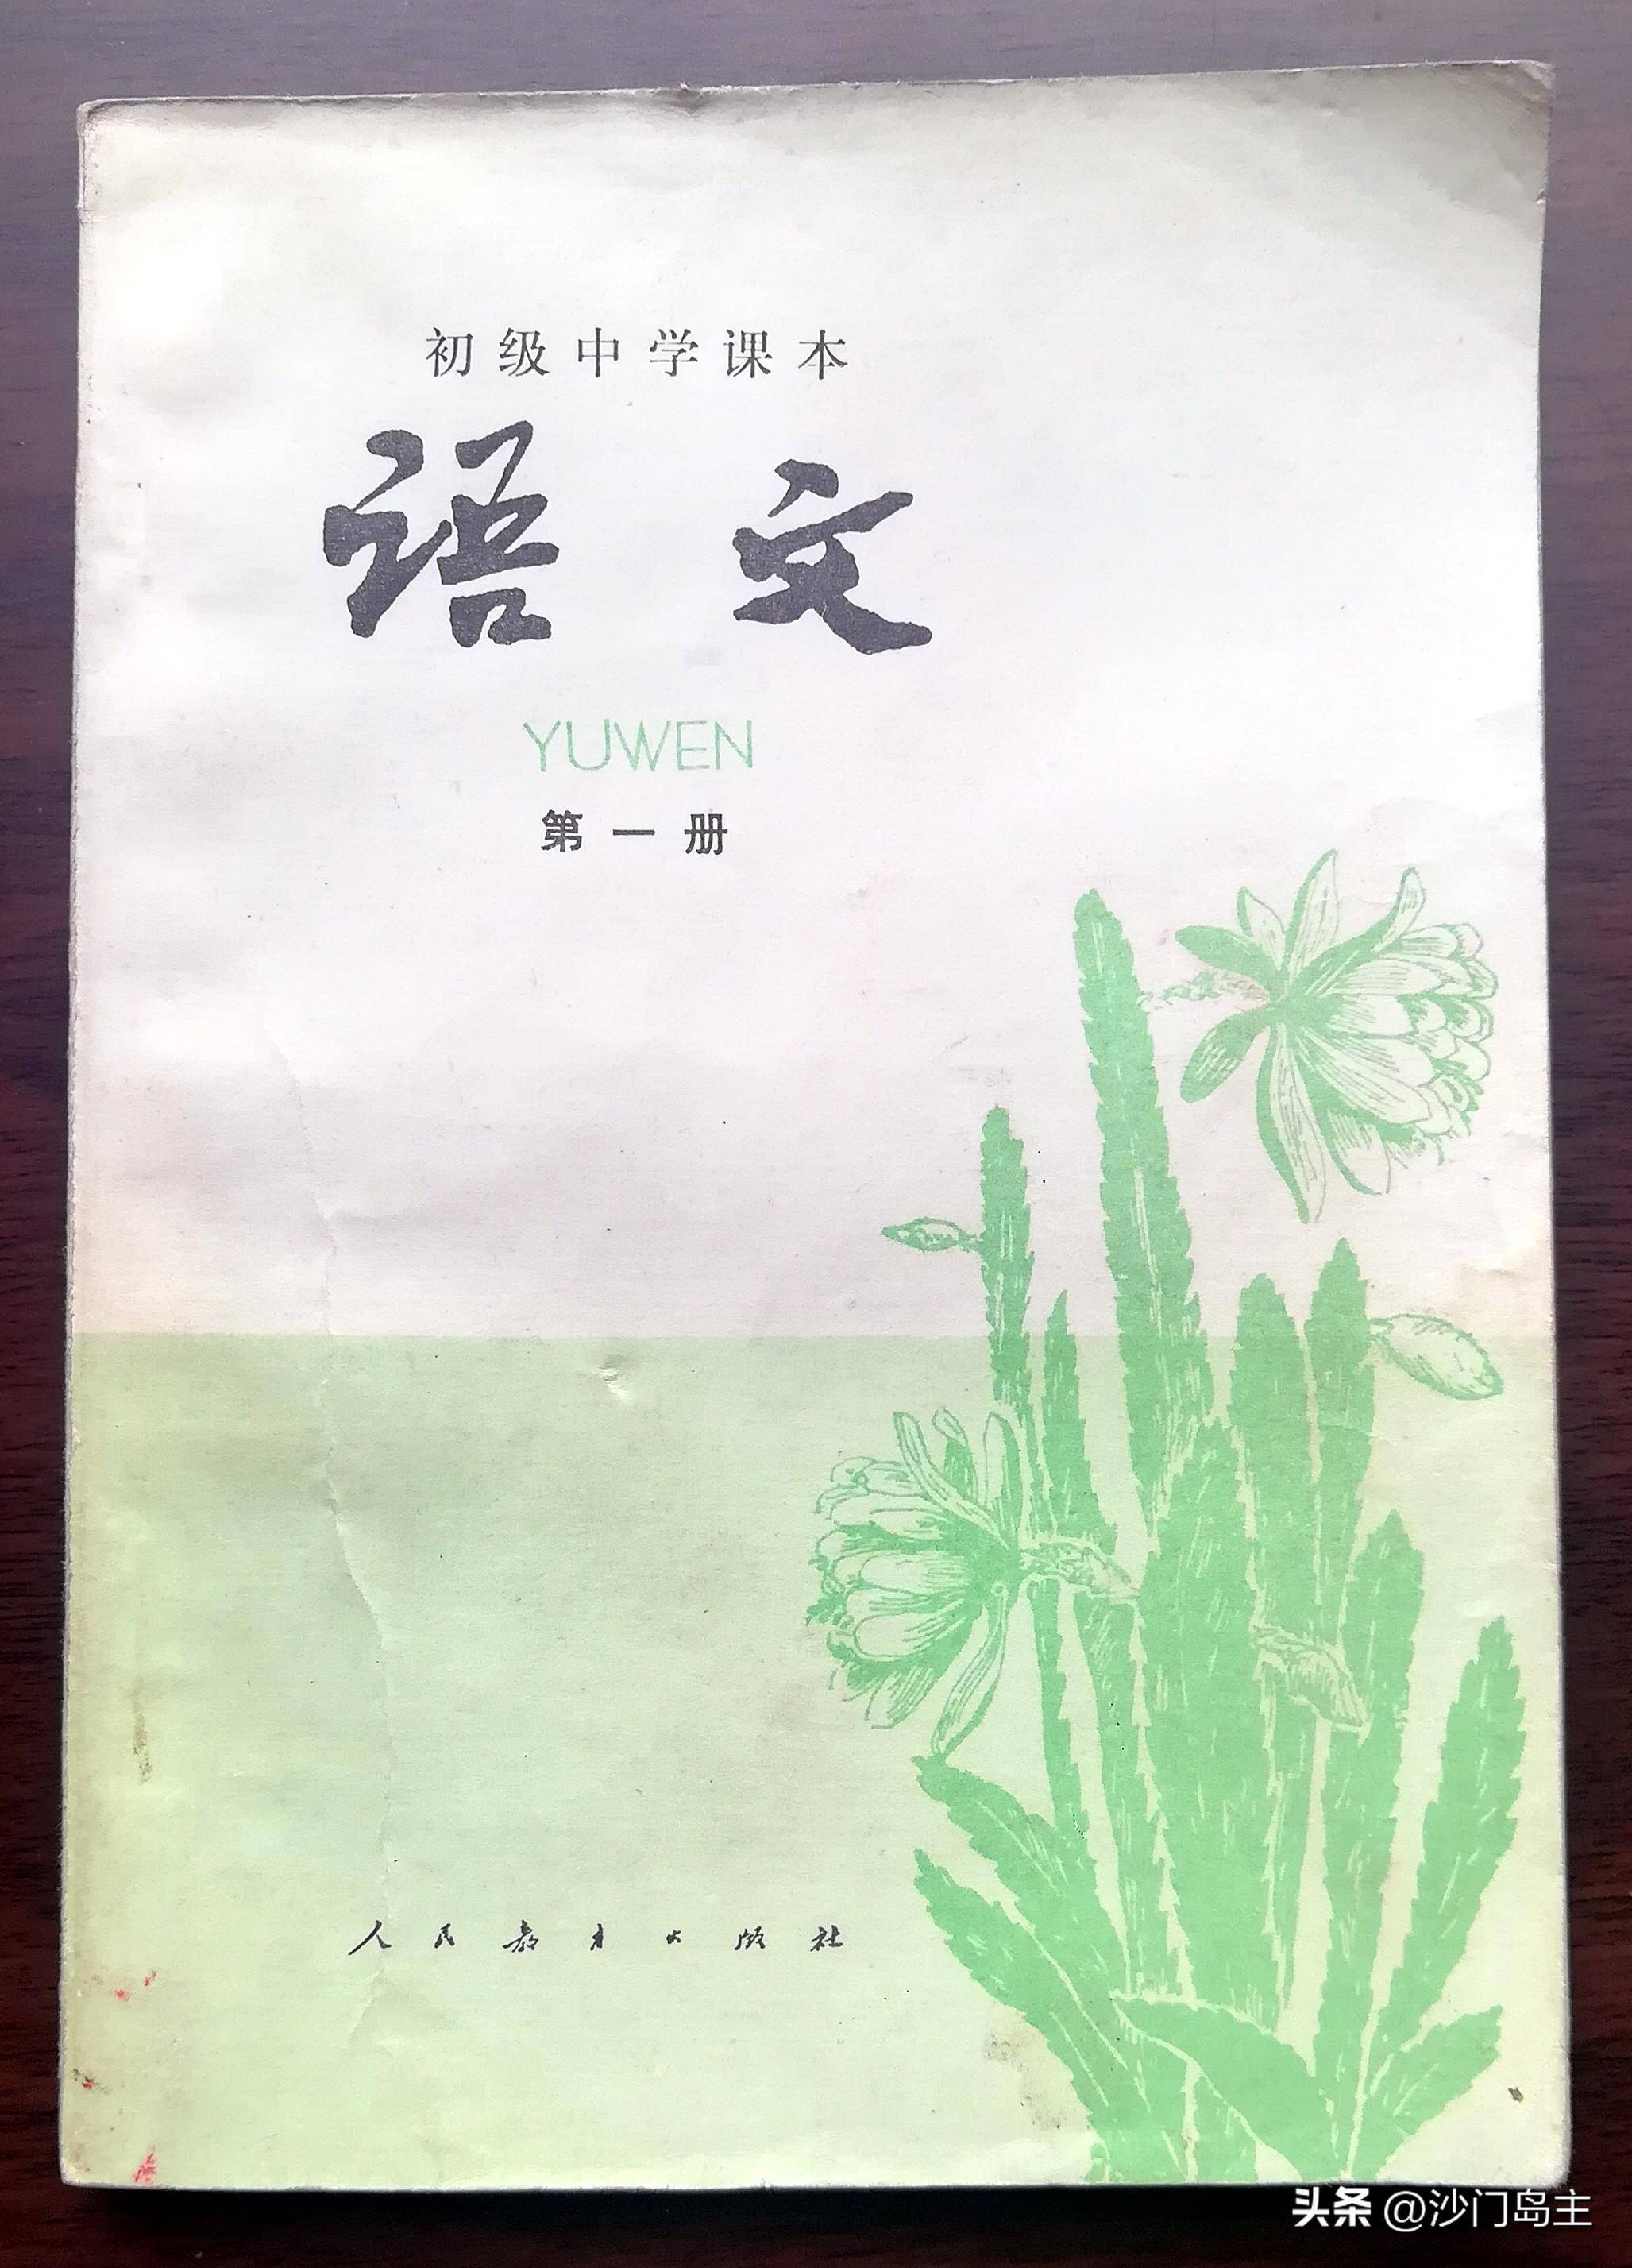 初级中学课本
语文
YUWEN
第一册
人民教育出版社
头条 @沙门岛主